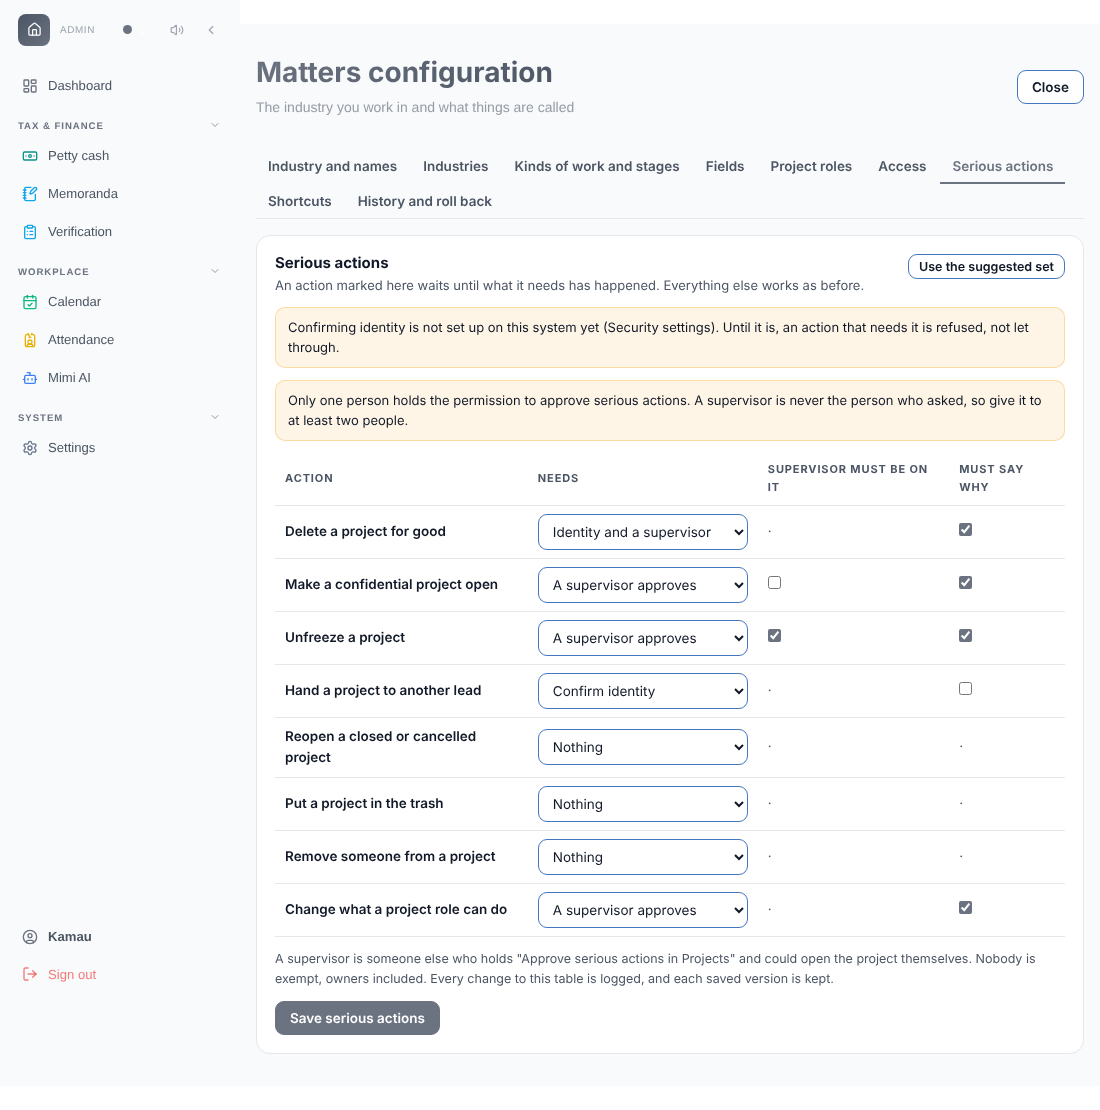 ADMIN
Dashboard
TAX & FINANCE
Petty cash
Memoranda
Verification
WORKPLACE
Calendar
Attendance
Mimi AI
SYSTEM
Settings
Kamau
Sign out
Matters configuration
The industry you work in and what things are called
Close
Industry and names
Industries
Kinds of work and stages
Fields
Project roles
Access
Serious actions
Shortcuts
History and roll back
Serious actions
An action marked here waits until what it needs has happened. Everything else works as before.
Use the suggested set
Confirming identity is not set up on this system yet (Security settings). Until it is, an action that needs it is refused, not let
through.
Only one person holds the permission to approve serious actions. A supervisor is never the person who asked, so give it to
at least two people.
ACTION
NEEDS
SUPERVISOR MUST BE ON
IT
MUST SAY
WHY
Delete a project for good
Identity and a supervisor
·
Make a confidential project open
A supervisor approves
Unfreeze a project
A supervisor approves
Hand a project to another lead
Confirm identity
·
Reopen a closed or cancelled
project
Nothing
·
·
Put a project in the trash
Nothing
·
·
Remove someone from a project
Nothing
·
·
Change what a project role can do
A supervisor approves
·
A supervisor is someone else who holds "Approve serious actions in Projects" and could open the project themselves. Nobody is
exempt, owners included. Every change to this table is logged, and each saved version is kept.
Save serious actions